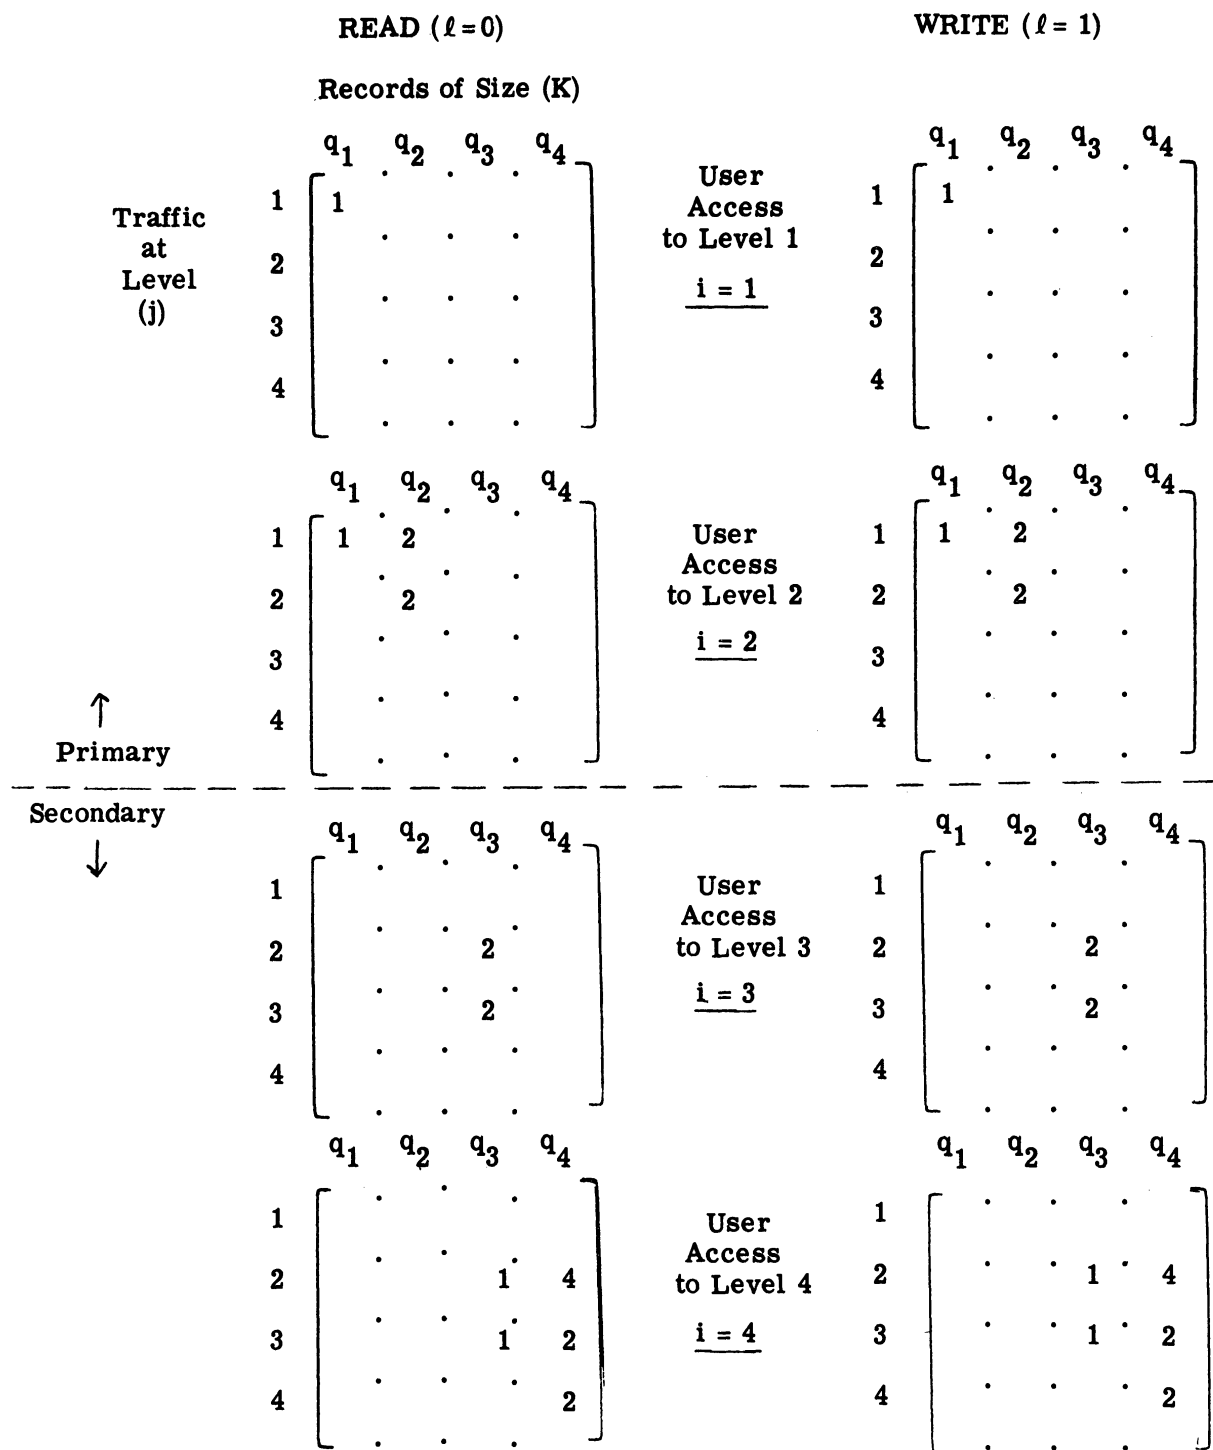 READ (ℓ=0) WRITE (ℓ= 1)
Records of Size (K)
q1 q2 q3 q4 q1 q2 q3 q4
Traffic
at
Level
(j)
1 1
2
3
4
User
Access
to Level 1
i = 1
1 1
2
3
4
q1 q2 q3 q4 q1 q2 q3 q4
1 1 2
2 2
3
4
User
Access
to Level 2
i = 2
1 1 2
2 2
3
4
↑
Primary
Secondary
↓
q1 q2 q3 q4 q1 q2 q3 q4
1
2 2
3 2
4
User
Access
to Level 3
i = 3
1
2 2
3 2
4
q1 q2 q3 q4 q1 q2 q3 q4
1
2 1 4
3 1 2
4 2
User
Access
to Level 4
i = 4
1
2 1 4
3 1 2
4 2